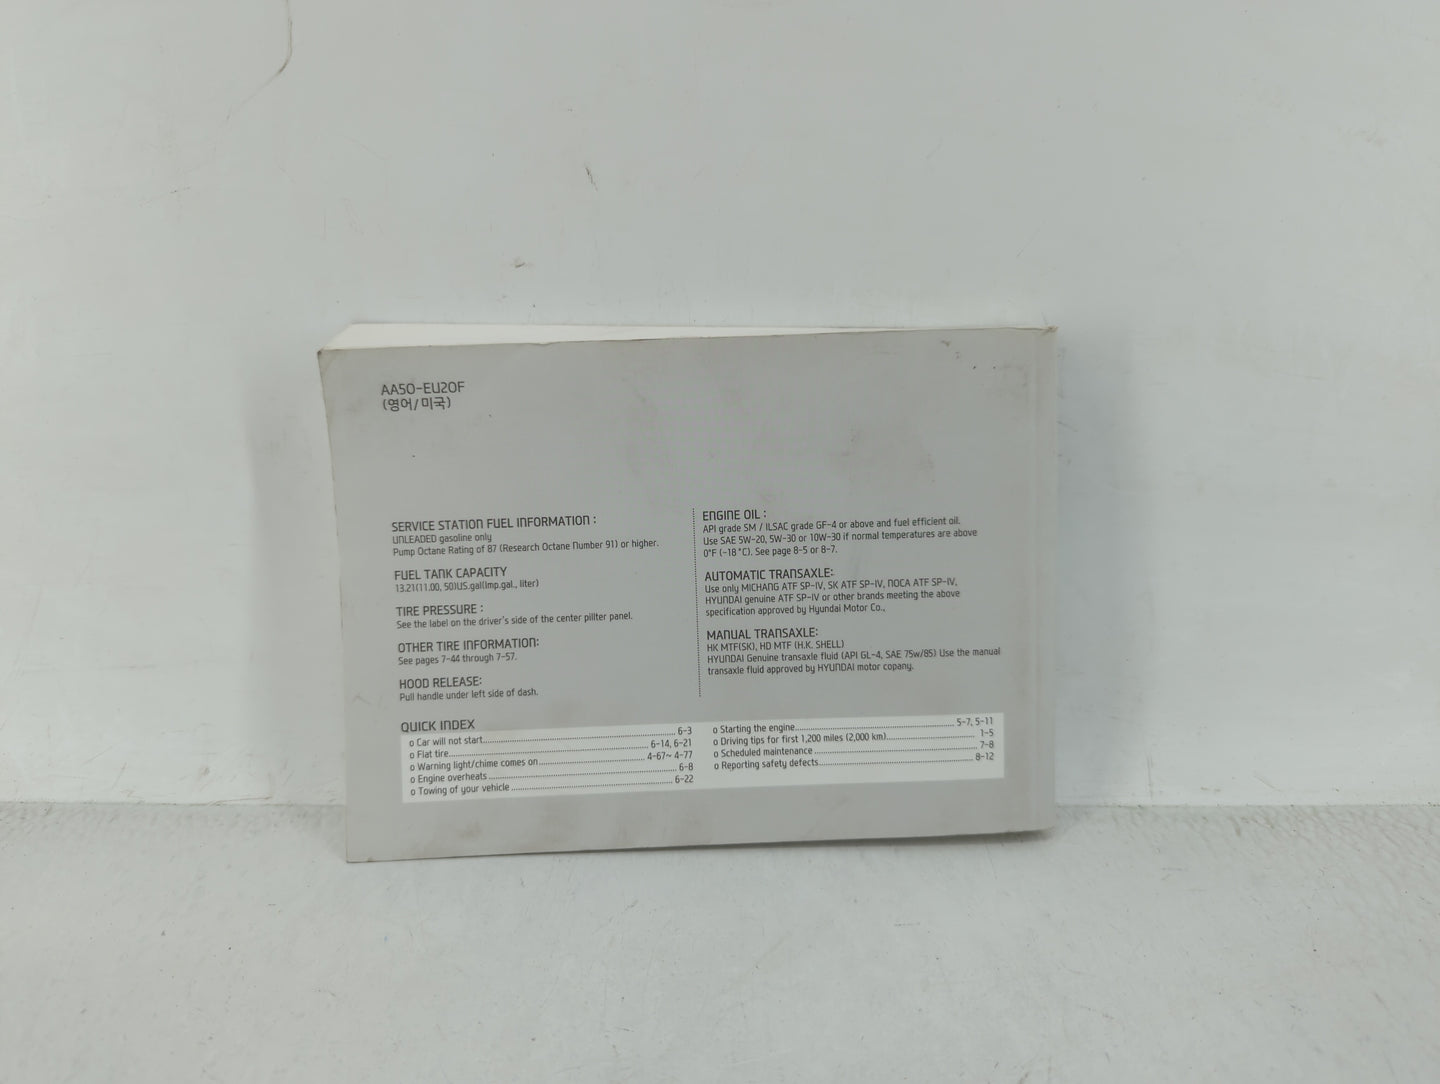 AA5O-EU20F
(영어/미국)
SERVICE STATION FUEL INFORMATION :
UNLEADED gasoline only
Pump Octane Rating of 87 (Research Octane Number 91) or higher.
FUEL TANK CAPACITY
13.21(11.00, 50)US.gal(Imp.gal., liter)
TIRE PRESSURE :
See the label on the driver's side of the center pillter panel.
OTHER TIRE INFORMATION:
See pages 7-44 through 7-57.
HOOD RELEASE:
Pull handle under left side of dash.
ENGINE OIL :
API grade SM / ILSAC grade GF-4 or above and fuel efficient oil.
Use SAE 5W-20, 5W-30 or 10W-30 if normal temperatures are above
0°F (-18°C). See page 8-5 or 8-7.
AUTOMATIC TRANSAXLE:
Use only MICHANG ATF SP-IV, SK ATF SP-IV, NOCA ATF SP-IV,
HYUNDAI genuine ATF SP-IV or other brands meeting the above
specification approved by Hyundai Motor Co.,
MANUAL TRANSAXLE:
HK MTF(SK), HD MTF (H.K. SHELL)
HYUNDAI Genuine transaxle fluid (API GL-4, SAE 75w/85) Use the manual
transaxle fluid approved by HYUNDAI motor copany.
QUICK INDEX
o Car will not start 6-3
o Flat tire 6-14, 6-21
o Warning light/chime comes on 4-67~ 4-77
o Engine overheats 6-8
o Towing of your vehicle 6-22
o Starting the engine 5-7, 5-11
o Driving tips for first 1,200 miles (2,000 km) 1-5
o Scheduled maintenance 7-8
o Reporting safety defects 8-12